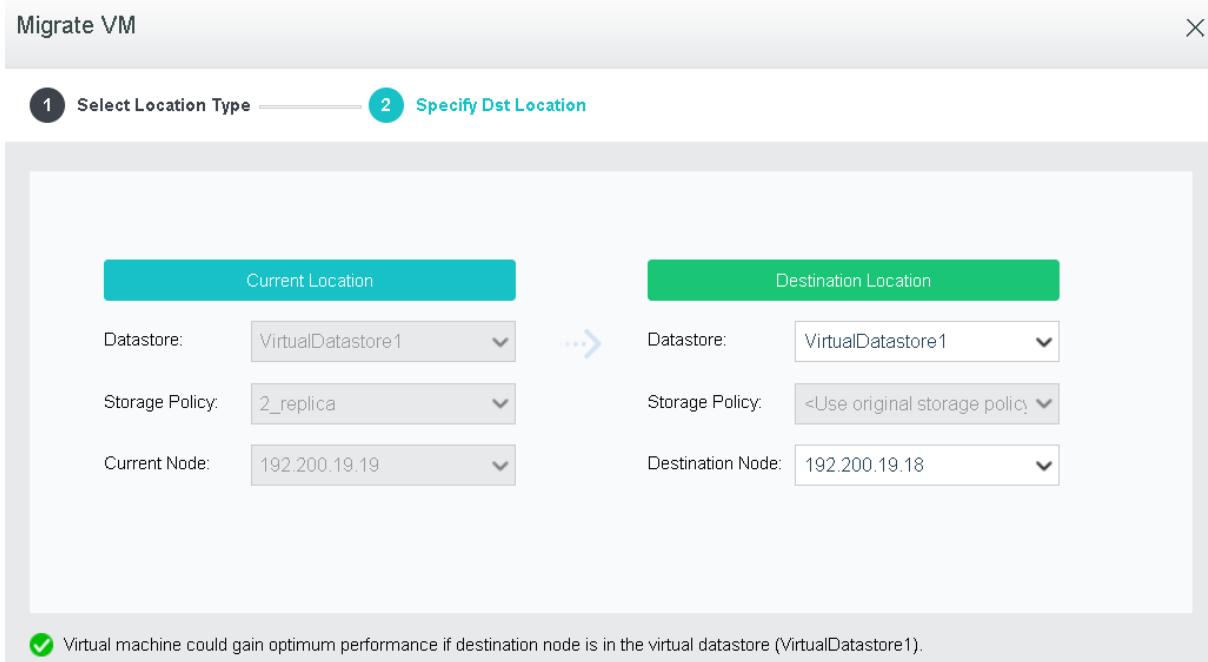 Migrate VM
1 Select Location Type 2 Specify Dst Location
Current Location
Destination Location
Datastore: VirtualDatastore1
Datastore: VirtualDatastore1
Storage Policy: 2_replica
Storage Policy: <Use original storage policy
Current Node: 192.200.19.19
Destination Node: 192.200.19.18
Virtual machine could gain optimum performance if destination node is in the virtual datastore (VirtualDatastore1).